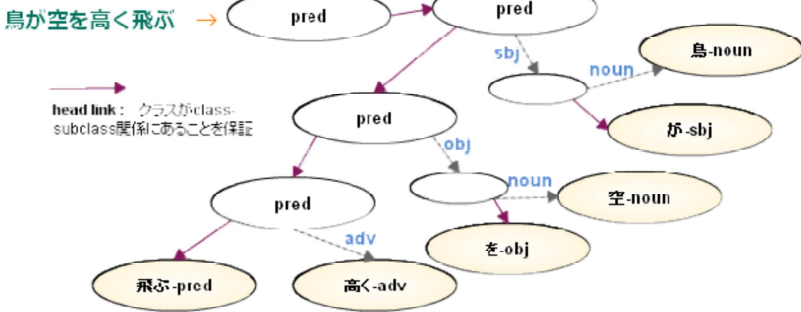 鳥が空を高く飛ぶ → pred pred
sbj
鳥-noun
noun
head link : クラスがclass-
subclass関係にあることを保証
pred
が-sbj
obj
noun
空-noun
pred
を-obj
adv
飛ぶ-pred 高く-adv